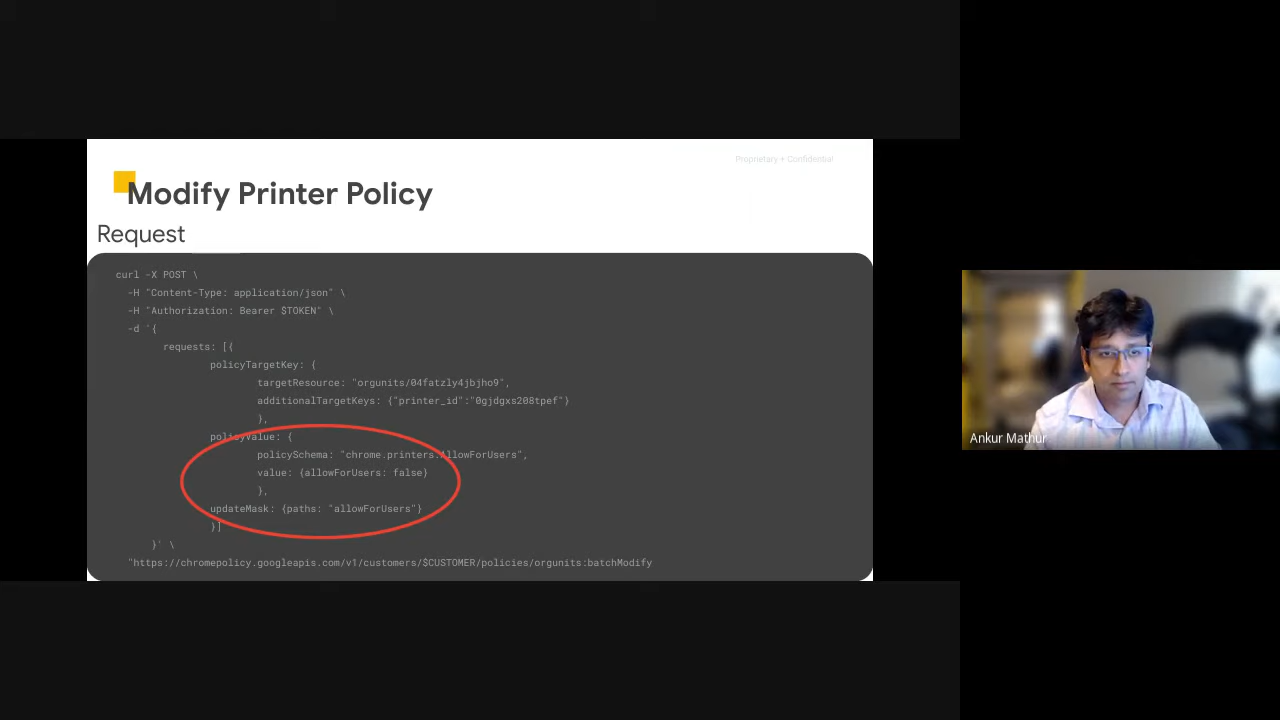 Proprietary + Confidential
Modify Printer Policy
Request
curl -X POST \
-H "Content-Type: application/json" \
-H "Authorization: Bearer $TOKEN" \
-d '{
requests: [{
policyTargetKey: {
targetResource: "orgunits/04fatzly4jbjho9",
additionalTargetKeys: {"printer_id":"0gjdgxs208tpef"}
},
policyValue: {
policySchema: "chrome.printers.AllowForUsers",
value: {allowForUsers: false}
},
updateMask: {paths: "allowForUsers"}
}]
}' \
"https://chromepolicy.googleapis.com/v1/customers/$CUSTOMER/policies/orgunits:batchModify
Ankur Mathur